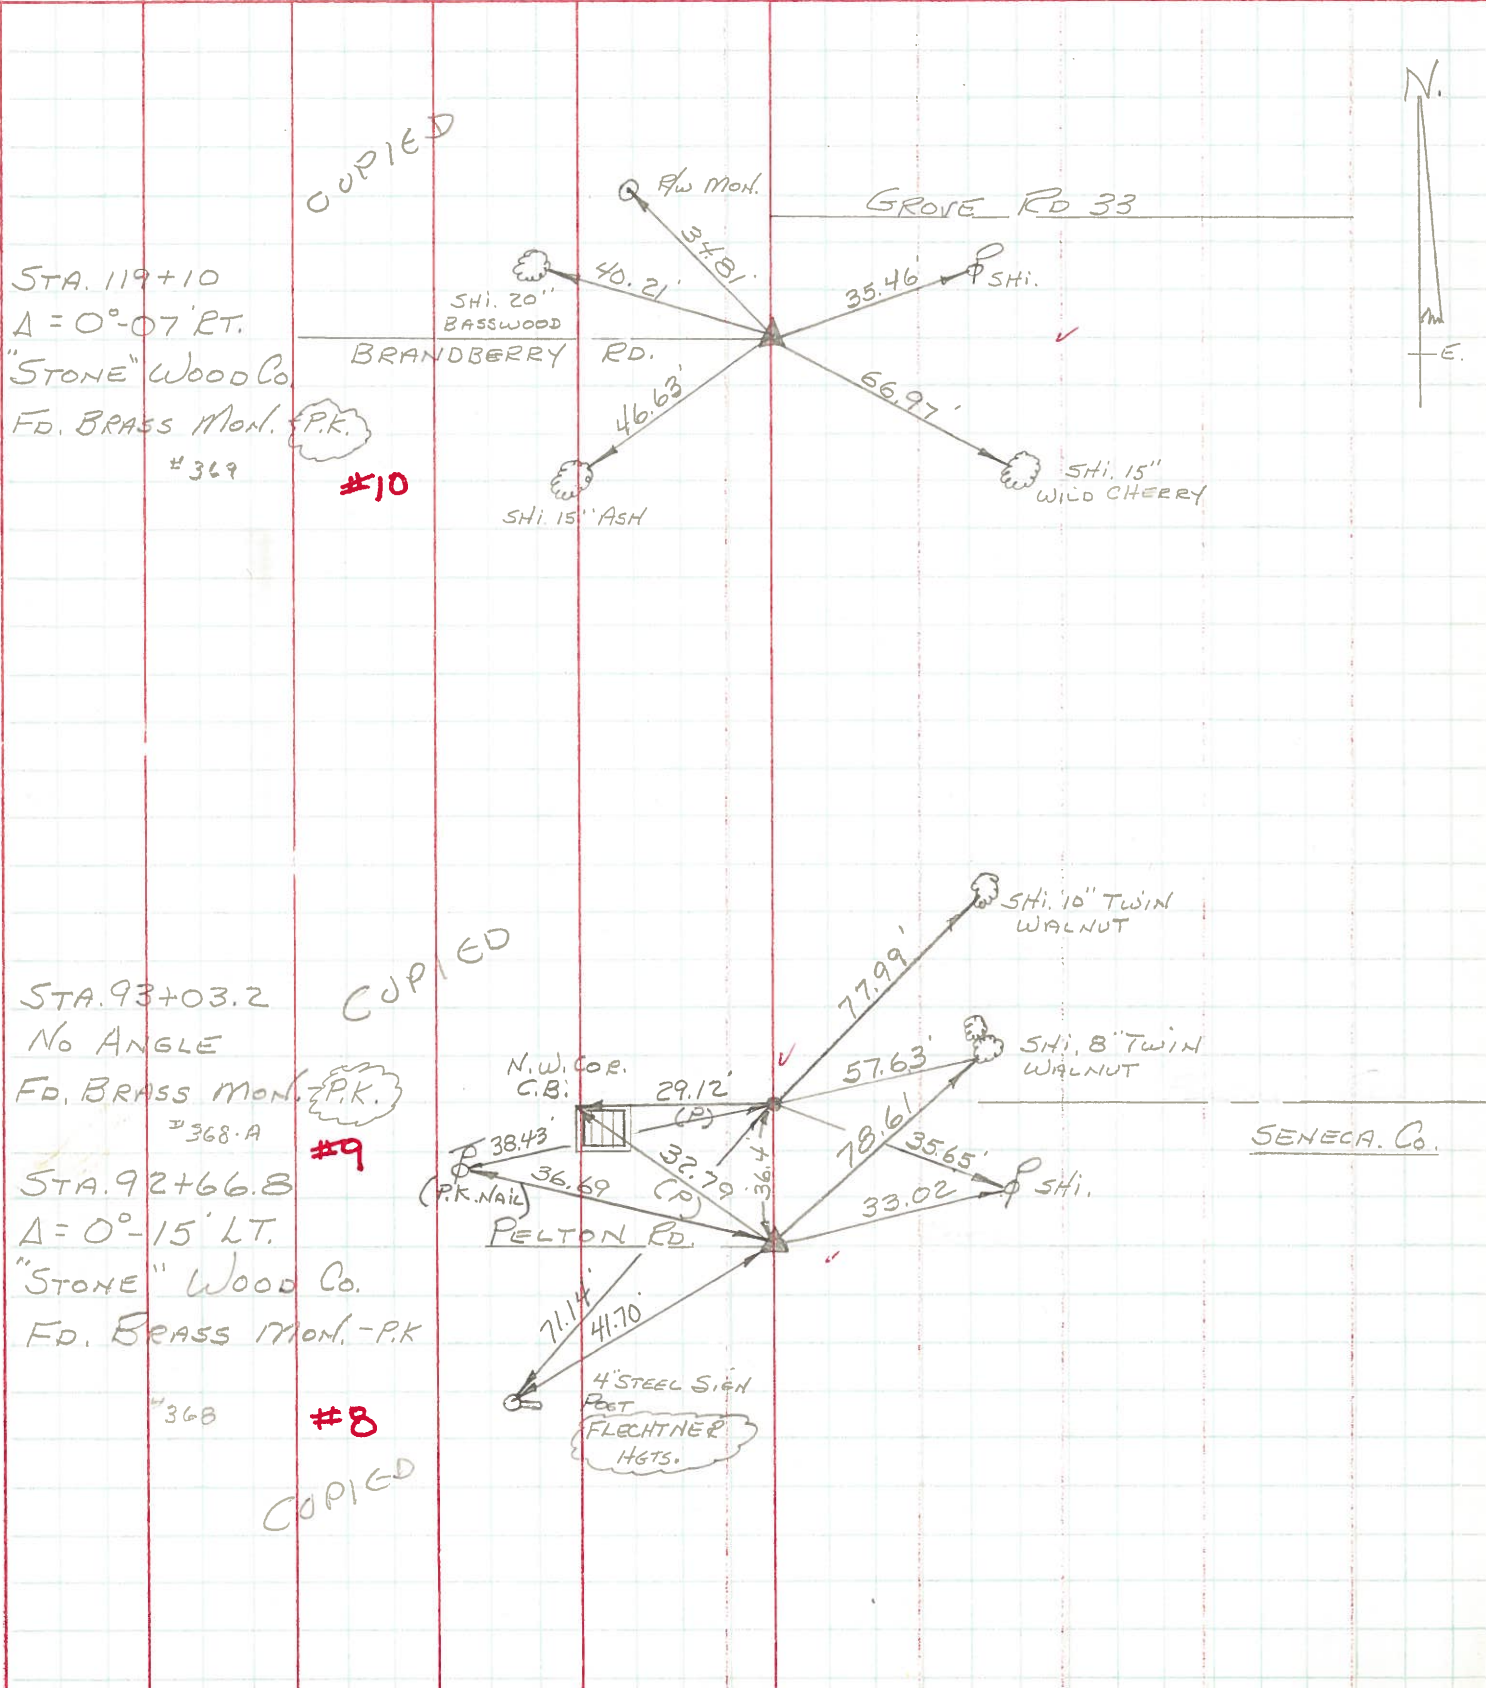 N.
E.
COPIED
R/W MON.
GROVE RD 33
34.81'
40.21'
35.46'
SHI.
SHI. 20"
BASSWOOD
STA. 119+10
Δ = 0°-07' RT.
"STONE" WOOD Co.
FD. BRASS MON. - P.K.
#369
#10
BRANDBERRY RD.
46.63'
66.97'
SHI. 15" ASH
SHI. 15"
WILD CHERRY
COPIED
SHI. 10" TWIN
WALNUT
77.99'
STA. 93+03.2
NO ANGLE
FD. BRASS MON. - P.K.
#368-A
#9
N.W. COR.
C.B.
29.12'
(P)
57.63'
SHI. 8" TWIN
WALNUT
78.61
38.43'
36.69
(P.K. NAIL)
32.79'
(P)
36.4'
35.65'
33.02
SHI.
SENECA. Co.
STA. 92+66.8
Δ = 0°-15' LT.
"STONE" WOOD Co.
FD. BRASS MON. - P.K
#368
#8
PELTON RD.
71.14'
41.70'
4" STEEL SIGN
POST
FLECHTNER
HGTS.
COPIED